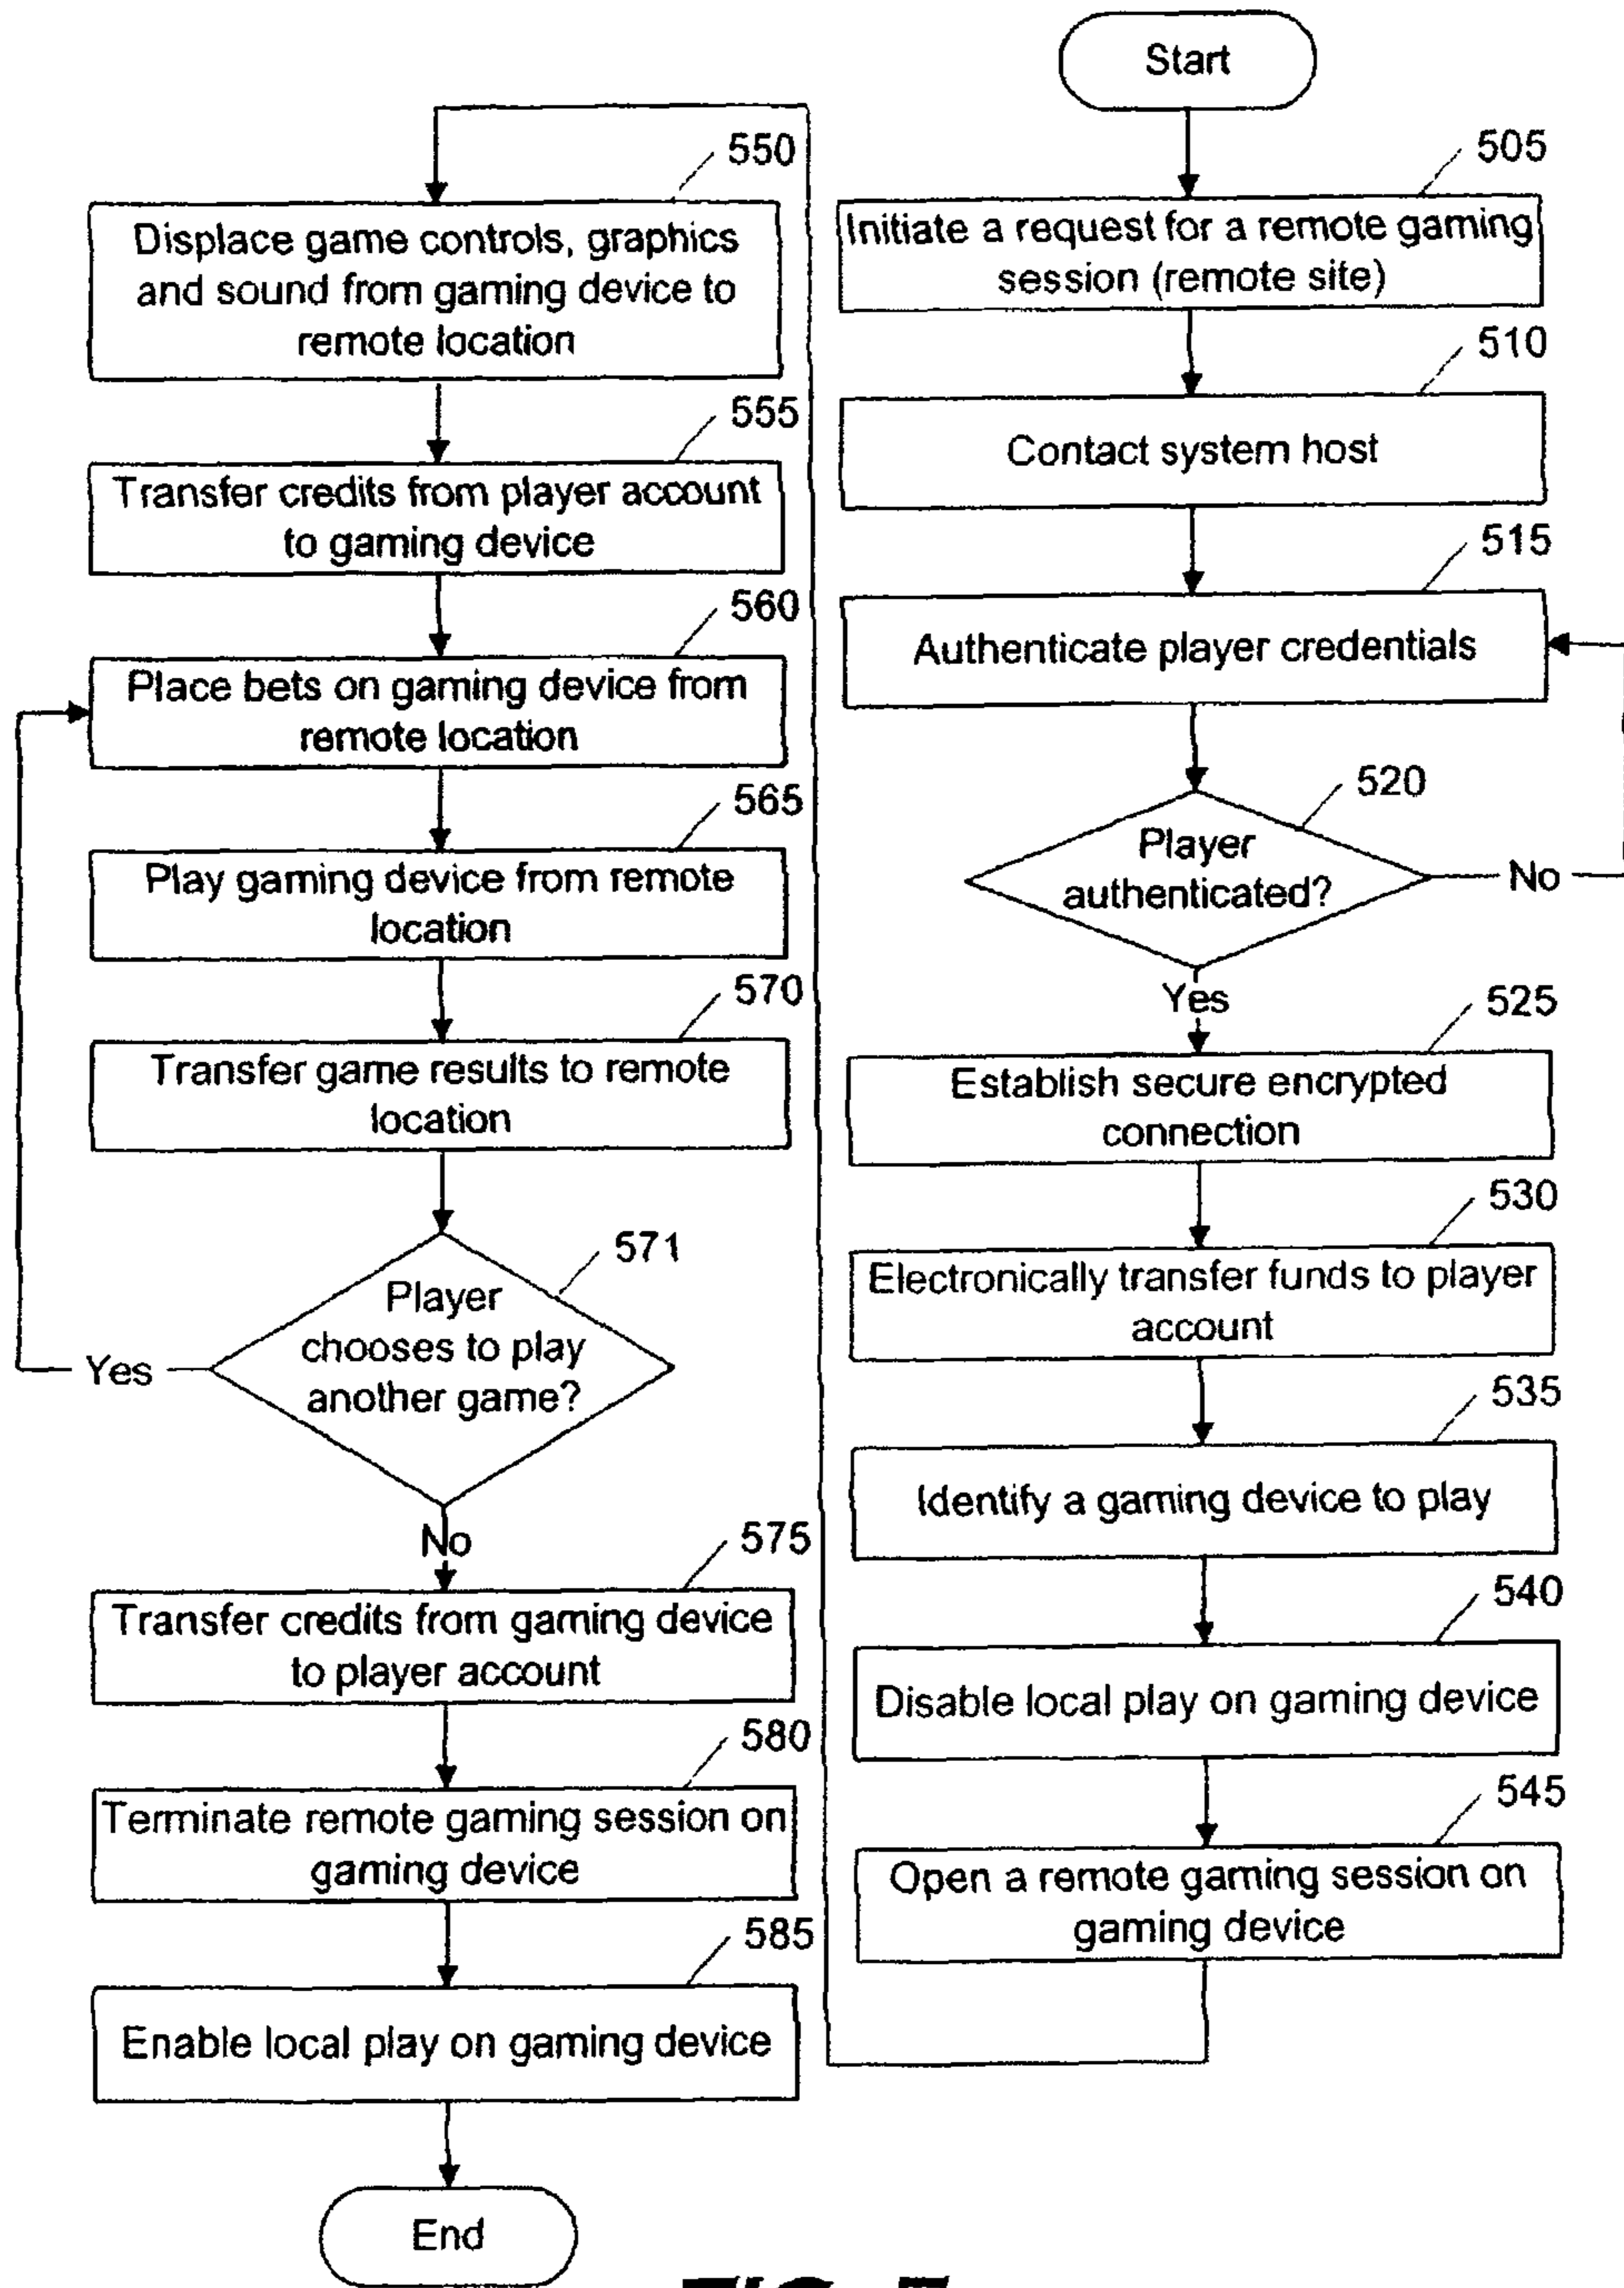 Start
505
Initiate a request for a remote gaming
session (remote site)
510
Contact system host
515
Authenticate player credentials
520
Player
authenticated?
No
Yes
525
Establish secure encrypted
connection
530
Electronically transfer funds to player
account
535
Identify a gaming device to play
540
Disable local play on gaming device
545
Open a remote gaming session on
gaming device
550
Displace game controls, graphics
and sound from gaming device to
remote location
555
Transfer credits from player account
to gaming device
560
Place bets on gaming device from
remote location
565
Play gaming device from remote
location
570
Transfer game results to remote
location
571
Player
chooses to play
another game?
Yes
No
575
Transfer credits from gaming device
to player account
580
Terminate remote gaming session on
gaming device
585
Enable local play on gaming device
End